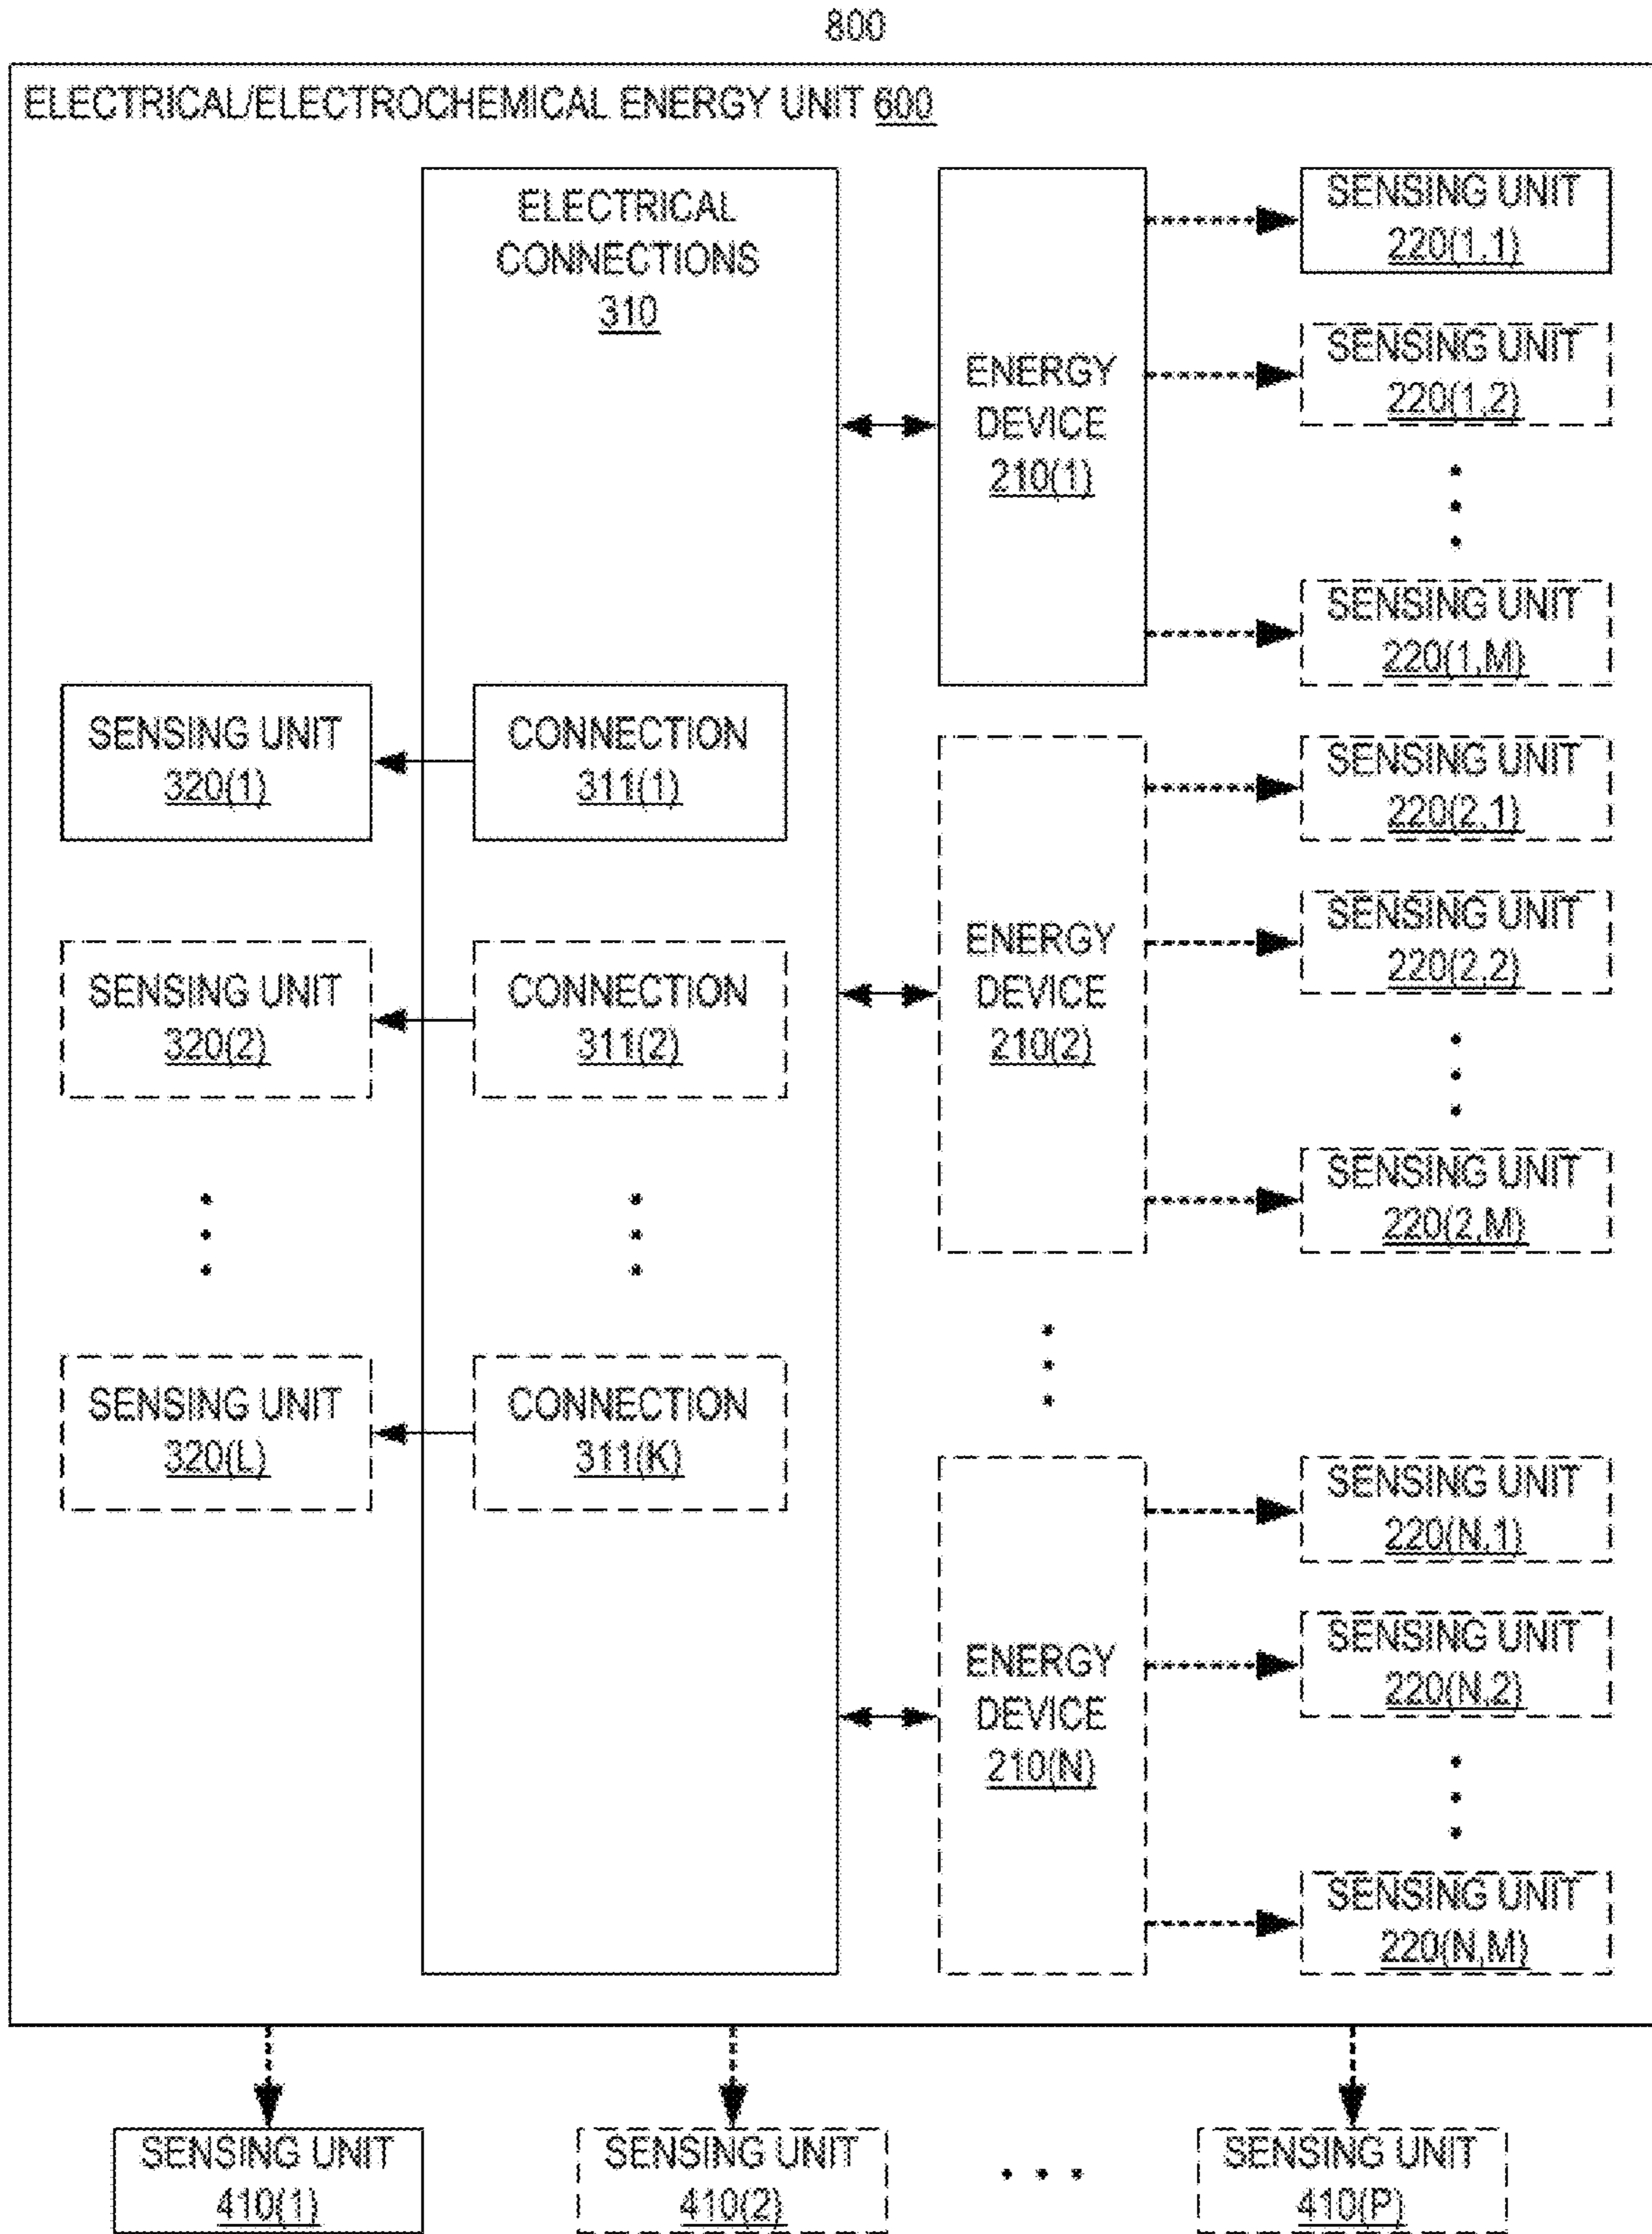 800
ELECTRICAL/ELECTROCHEMICAL ENERGY UNIT 600
ELECTRICAL
CONNECTIONS
310
SENSING UNIT
320(1)
CONNECTION
311(1)
SENSING UNIT
320(2)
CONNECTION
311(2)
SENSING UNIT
320(L)
CONNECTION
311(K)
ENERGY
DEVICE
210(1)
SENSING UNIT
220(1,1)
SENSING UNIT
220(1,2)
SENSING UNIT
220(1,M)
ENERGY
DEVICE
210(2)
SENSING UNIT
220(2,1)
SENSING UNIT
220(2,2)
SENSING UNIT
220(2,M)
ENERGY
DEVICE
210(N)
SENSING UNIT
220(N,1)
SENSING UNIT
220(N,2)
SENSING UNIT
220(N,M)
SENSING UNIT
410(1)
SENSING UNIT
410(2)
SENSING UNIT
410(P)